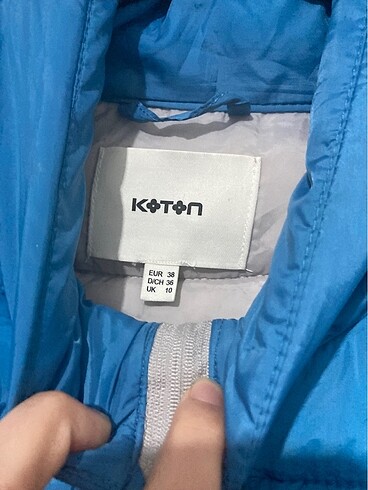 KOTON
EUR 38
D/CH 36
UK 10